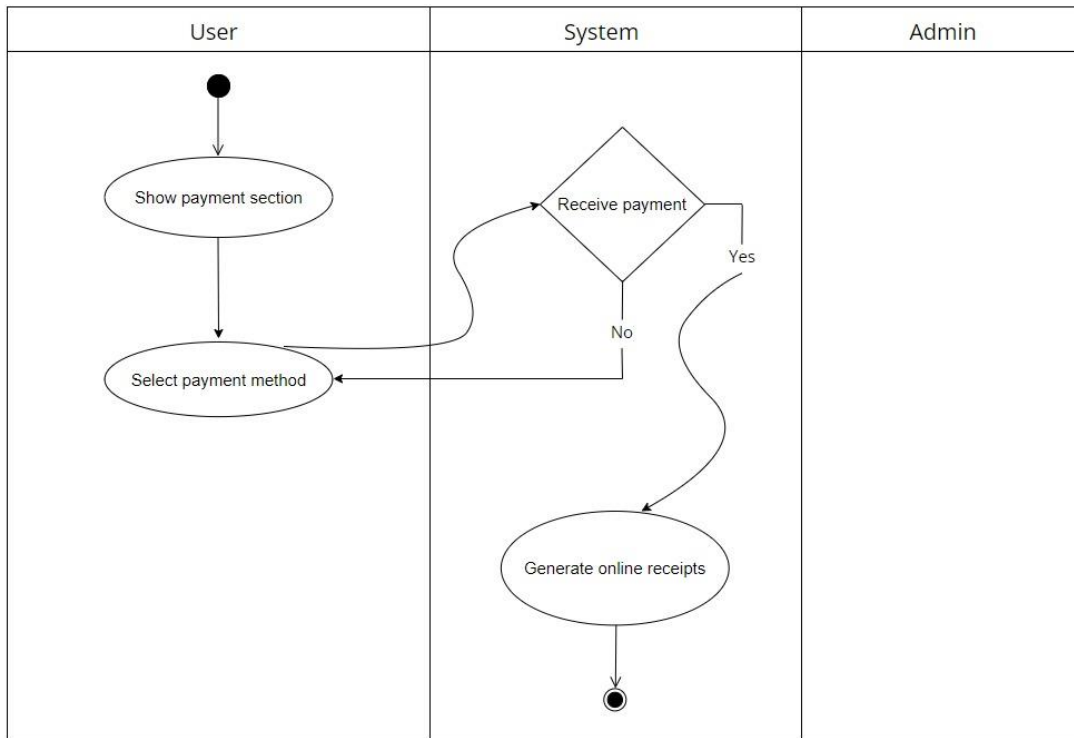 User
System
Admin
Show payment section
Receive payment
Yes
No
Select payment method
Generate online receipts